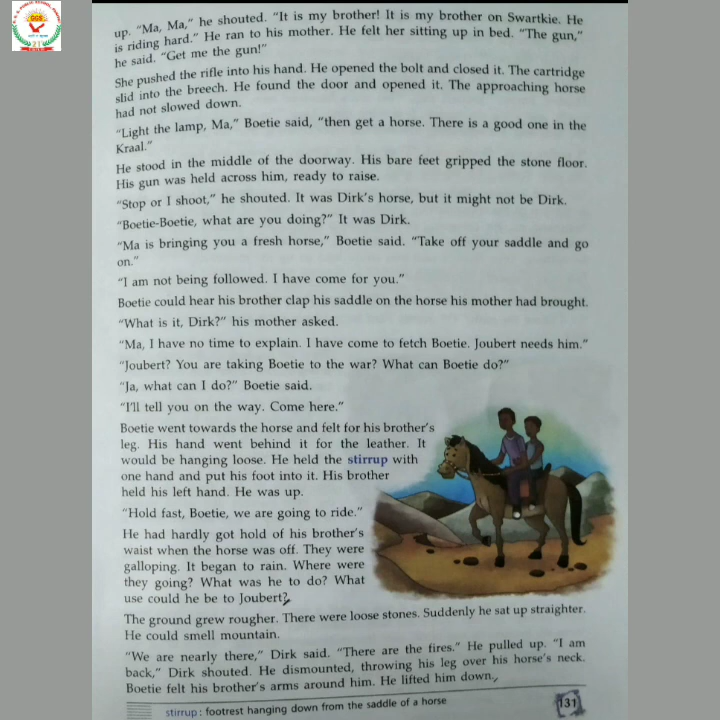 GGS
up. "Ma, Ma," he shouted. "It is my brother! It is my brother on Swartkie. He
is riding hard." He ran to his mother. He felt her sitting up in bed. "The gun,"
he said. "Get me the gun!"
She pushed the rifle into his hand. He opened the bolt and closed it. The cartridge
slid into the breech. He found the door and opened it. The approaching horse
had not slowed down.
"Light the lamp, Ma," Boetie said, "then get a horse. There is a good one in the
Kraal."
He stood in the middle of the doorway. His bare feet gripped the stone floor.
His gun was held across him, ready to raise.
"Stop or I shoot," he shouted. It was Dirk's horse, but it might not be Dirk.
"Boetie-Boetie, what are you doing?" It was Dirk.
"Ma is bringing you a fresh horse," Boetie said. "Take off your saddle and go
on."
"I am not being followed. I have come for you."
Boetie could hear his brother clap his saddle on the horse his mother had brought.
"What is it, Dirk?" his mother asked.
"Ma, I have no time to explain. I have come to fetch Boetie. Joubert needs him."
"Joubert? You are taking Boetie to the war? What can Boetie do?"
"Ja, what can I do?" Boetie said.
"I'll tell you on the way. Come here."
Boetie went towards the horse and felt for his brother's
leg. His hand went behind it for the leather. It
would be hanging loose. He held the stirrup with
one hand and put his foot into it. His brother
held his left hand. He was up.
"Hold fast, Boetie, we are going to ride."
He had hardly got hold of his brother's
waist when the horse was off. They were
galloping. It began to rain. Where were
they going? What was he to do? What
use could he be to Joubert?
The ground grew rougher. There were loose stones. Suddenly he sat up straighter.
He could smell mountain.
"We are nearly there," Dirk said. "There are the fires." He pulled up. "I am
back," Dirk shouted. He dismounted, throwing his leg over his horse's neck.
Boetie felt his brother's arms around him. He lifted him down.
stirrup : footrest hanging down from the saddle of a horse
131